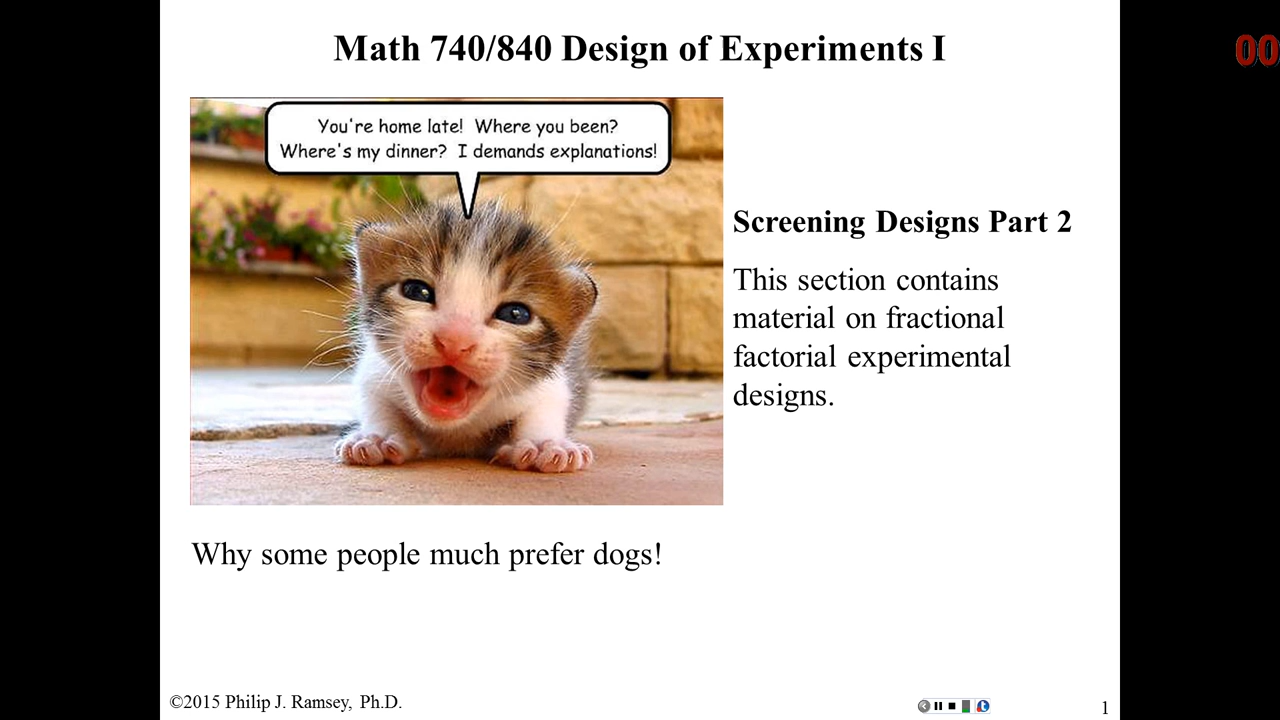 Math 740/840 Design of Experiments I
00
You're home late! Where you been?
Where's my dinner? I demands explanations!
Screening Designs Part 2
This section contains
material on fractional
factorial experimental
designs.
Why some people much prefer dogs!
©2015 Philip J. Ramsey, Ph.D.
1